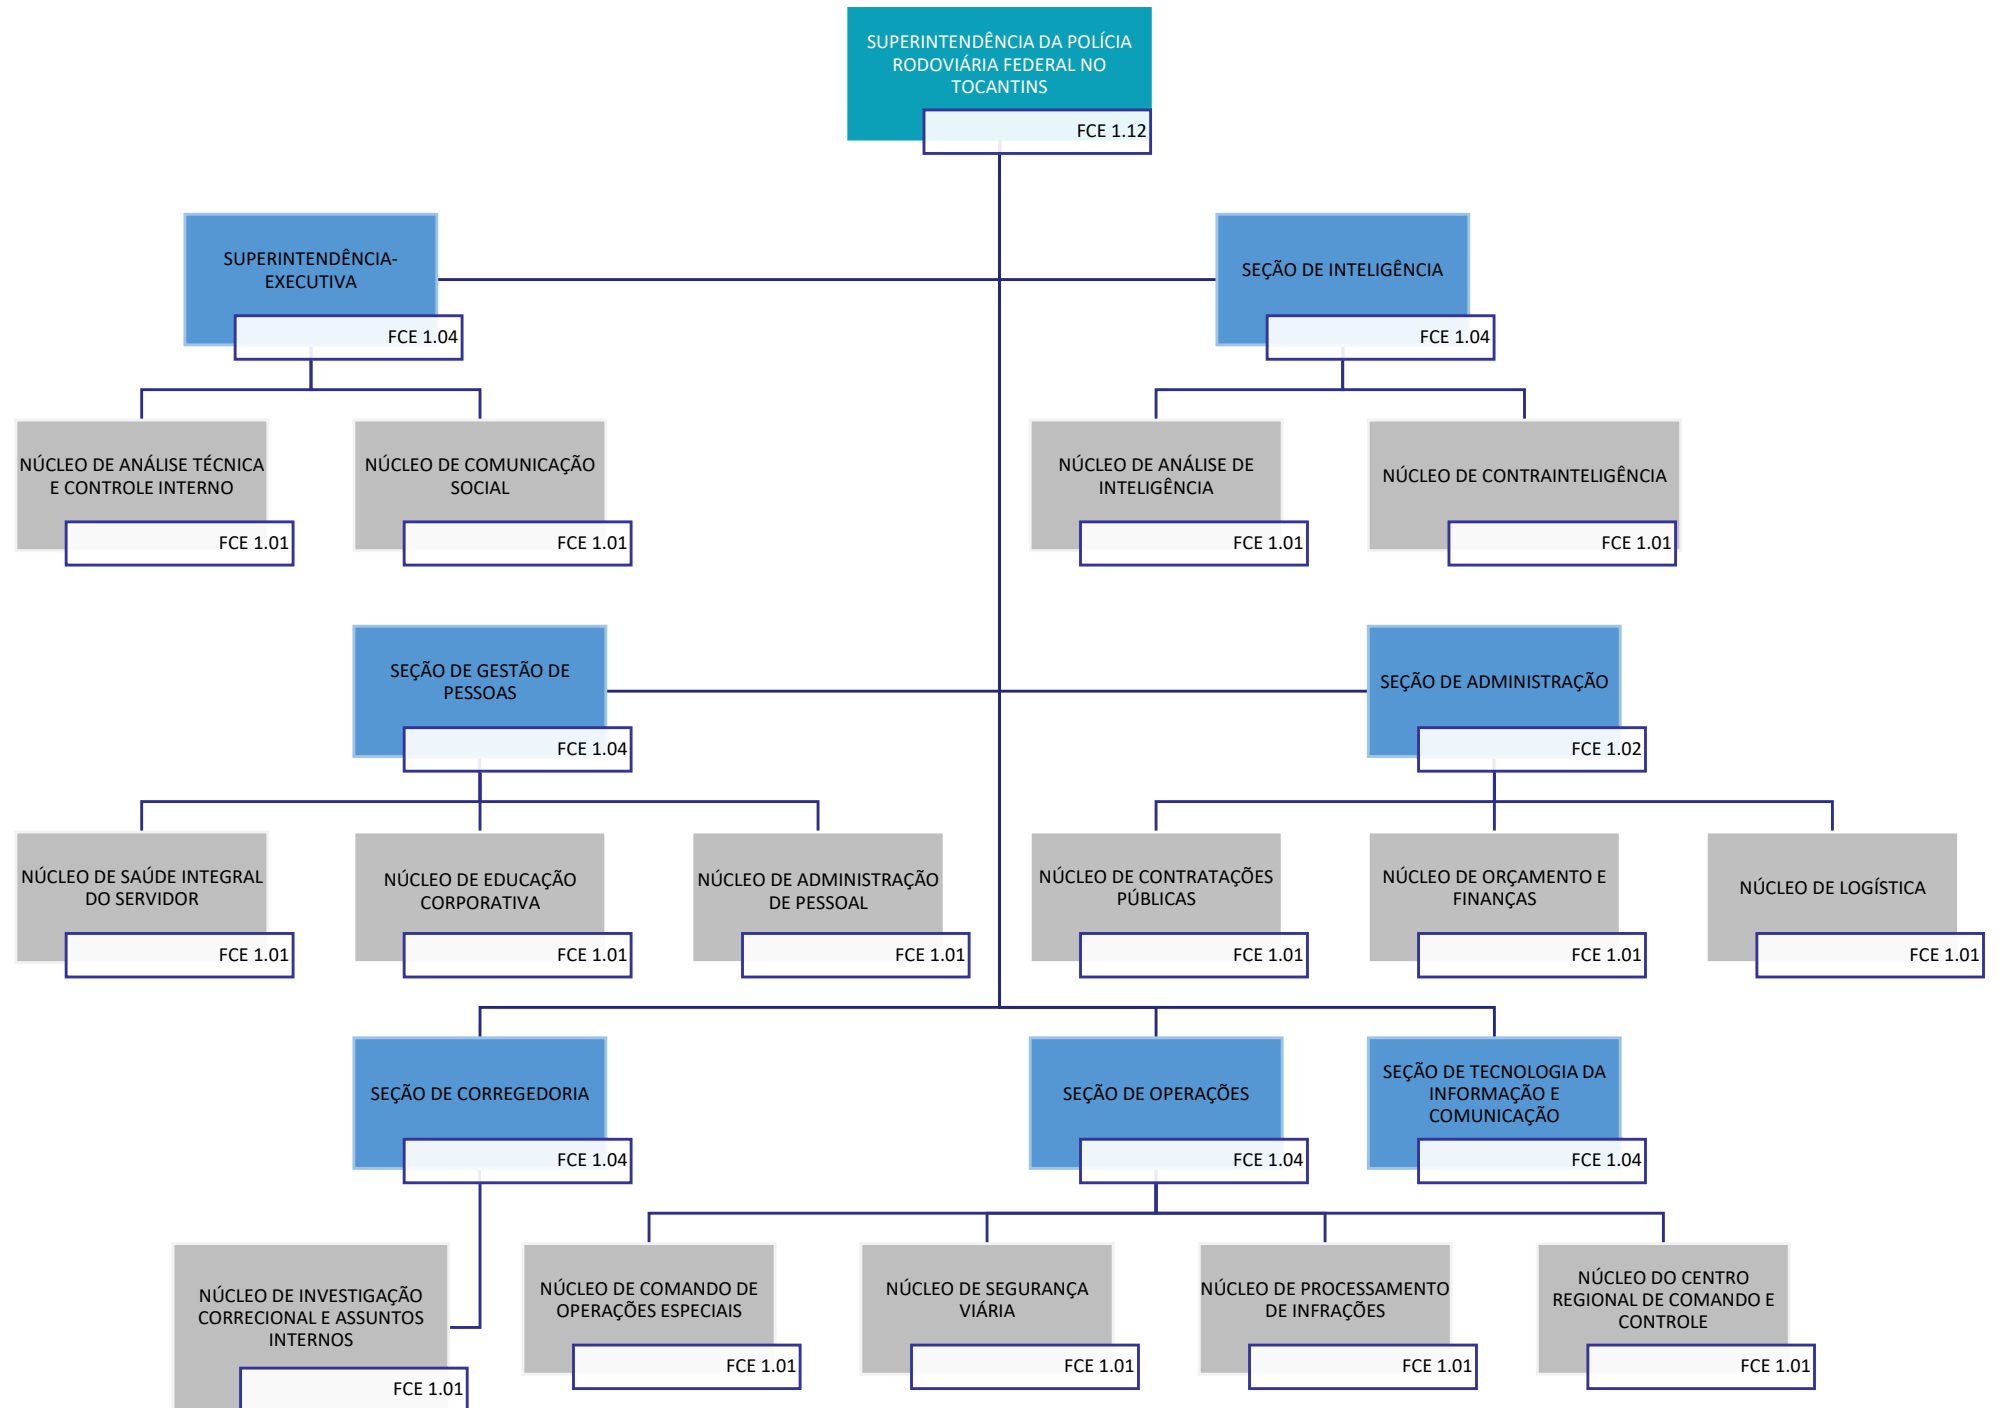 SUPERINTENDÊNCIA DA POLÍCIA
RODOVIÁRIA FEDERAL NO
TOCANTINS
FCE 1.12
SUPERINTENDÊNCIA-
EXECUTIVA
FCE 1.04
SEÇÃO DE INTELIGÊNCIA
FCE 1.04
NÚCLEO DE ANÁLISE TÉCNICA
E CONTROLE INTERNO
FCE 1.01
NÚCLEO DE COMUNICAÇÃO
SOCIAL
FCE 1.01
NÚCLEO DE ANÁLISE DE
INTELIGÊNCIA
FCE 1.01
NÚCLEO DE CONTRAINTELIGÊNCIA
FCE 1.01
SEÇÃO DE GESTÃO DE
PESSOAS
FCE 1.04
SEÇÃO DE ADMINISTRAÇÃO
FCE 1.02
NÚCLEO DE SAÚDE INTEGRAL
DO SERVIDOR
FCE 1.01
NÚCLEO DE EDUCAÇÃO
CORPORATIVA
FCE 1.01
NÚCLEO DE ADMINISTRAÇÃO
DE PESSOAL
FCE 1.01
NÚCLEO DE CONTRATAÇÕES
PÚBLICAS
FCE 1.01
NÚCLEO DE ORÇAMENTO E
FINANÇAS
FCE 1.01
NÚCLEO DE LOGÍSTICA
FCE 1.01
SEÇÃO DE CORREGEDORIA
FCE 1.04
SEÇÃO DE OPERAÇÕES
FCE 1.04
SEÇÃO DE TECNOLOGIA DA
INFORMAÇÃO E
COMUNICAÇÃO
FCE 1.04
NÚCLEO DE INVESTIGAÇÃO
CORRECIONAL E ASSUNTOS
INTERNOS
FCE 1.01
NÚCLEO DE COMANDO DE
OPERAÇÕES ESPECIAIS
FCE 1.01
NÚCLEO DE SEGURANÇA
VIÁRIA
FCE 1.01
NÚCLEO DE PROCESSAMENTO
DE INFRAÇÕES
FCE 1.01
NÚCLEO DO CENTRO
REGIONAL DE COMANDO E
CONTROLE
FCE 1.01